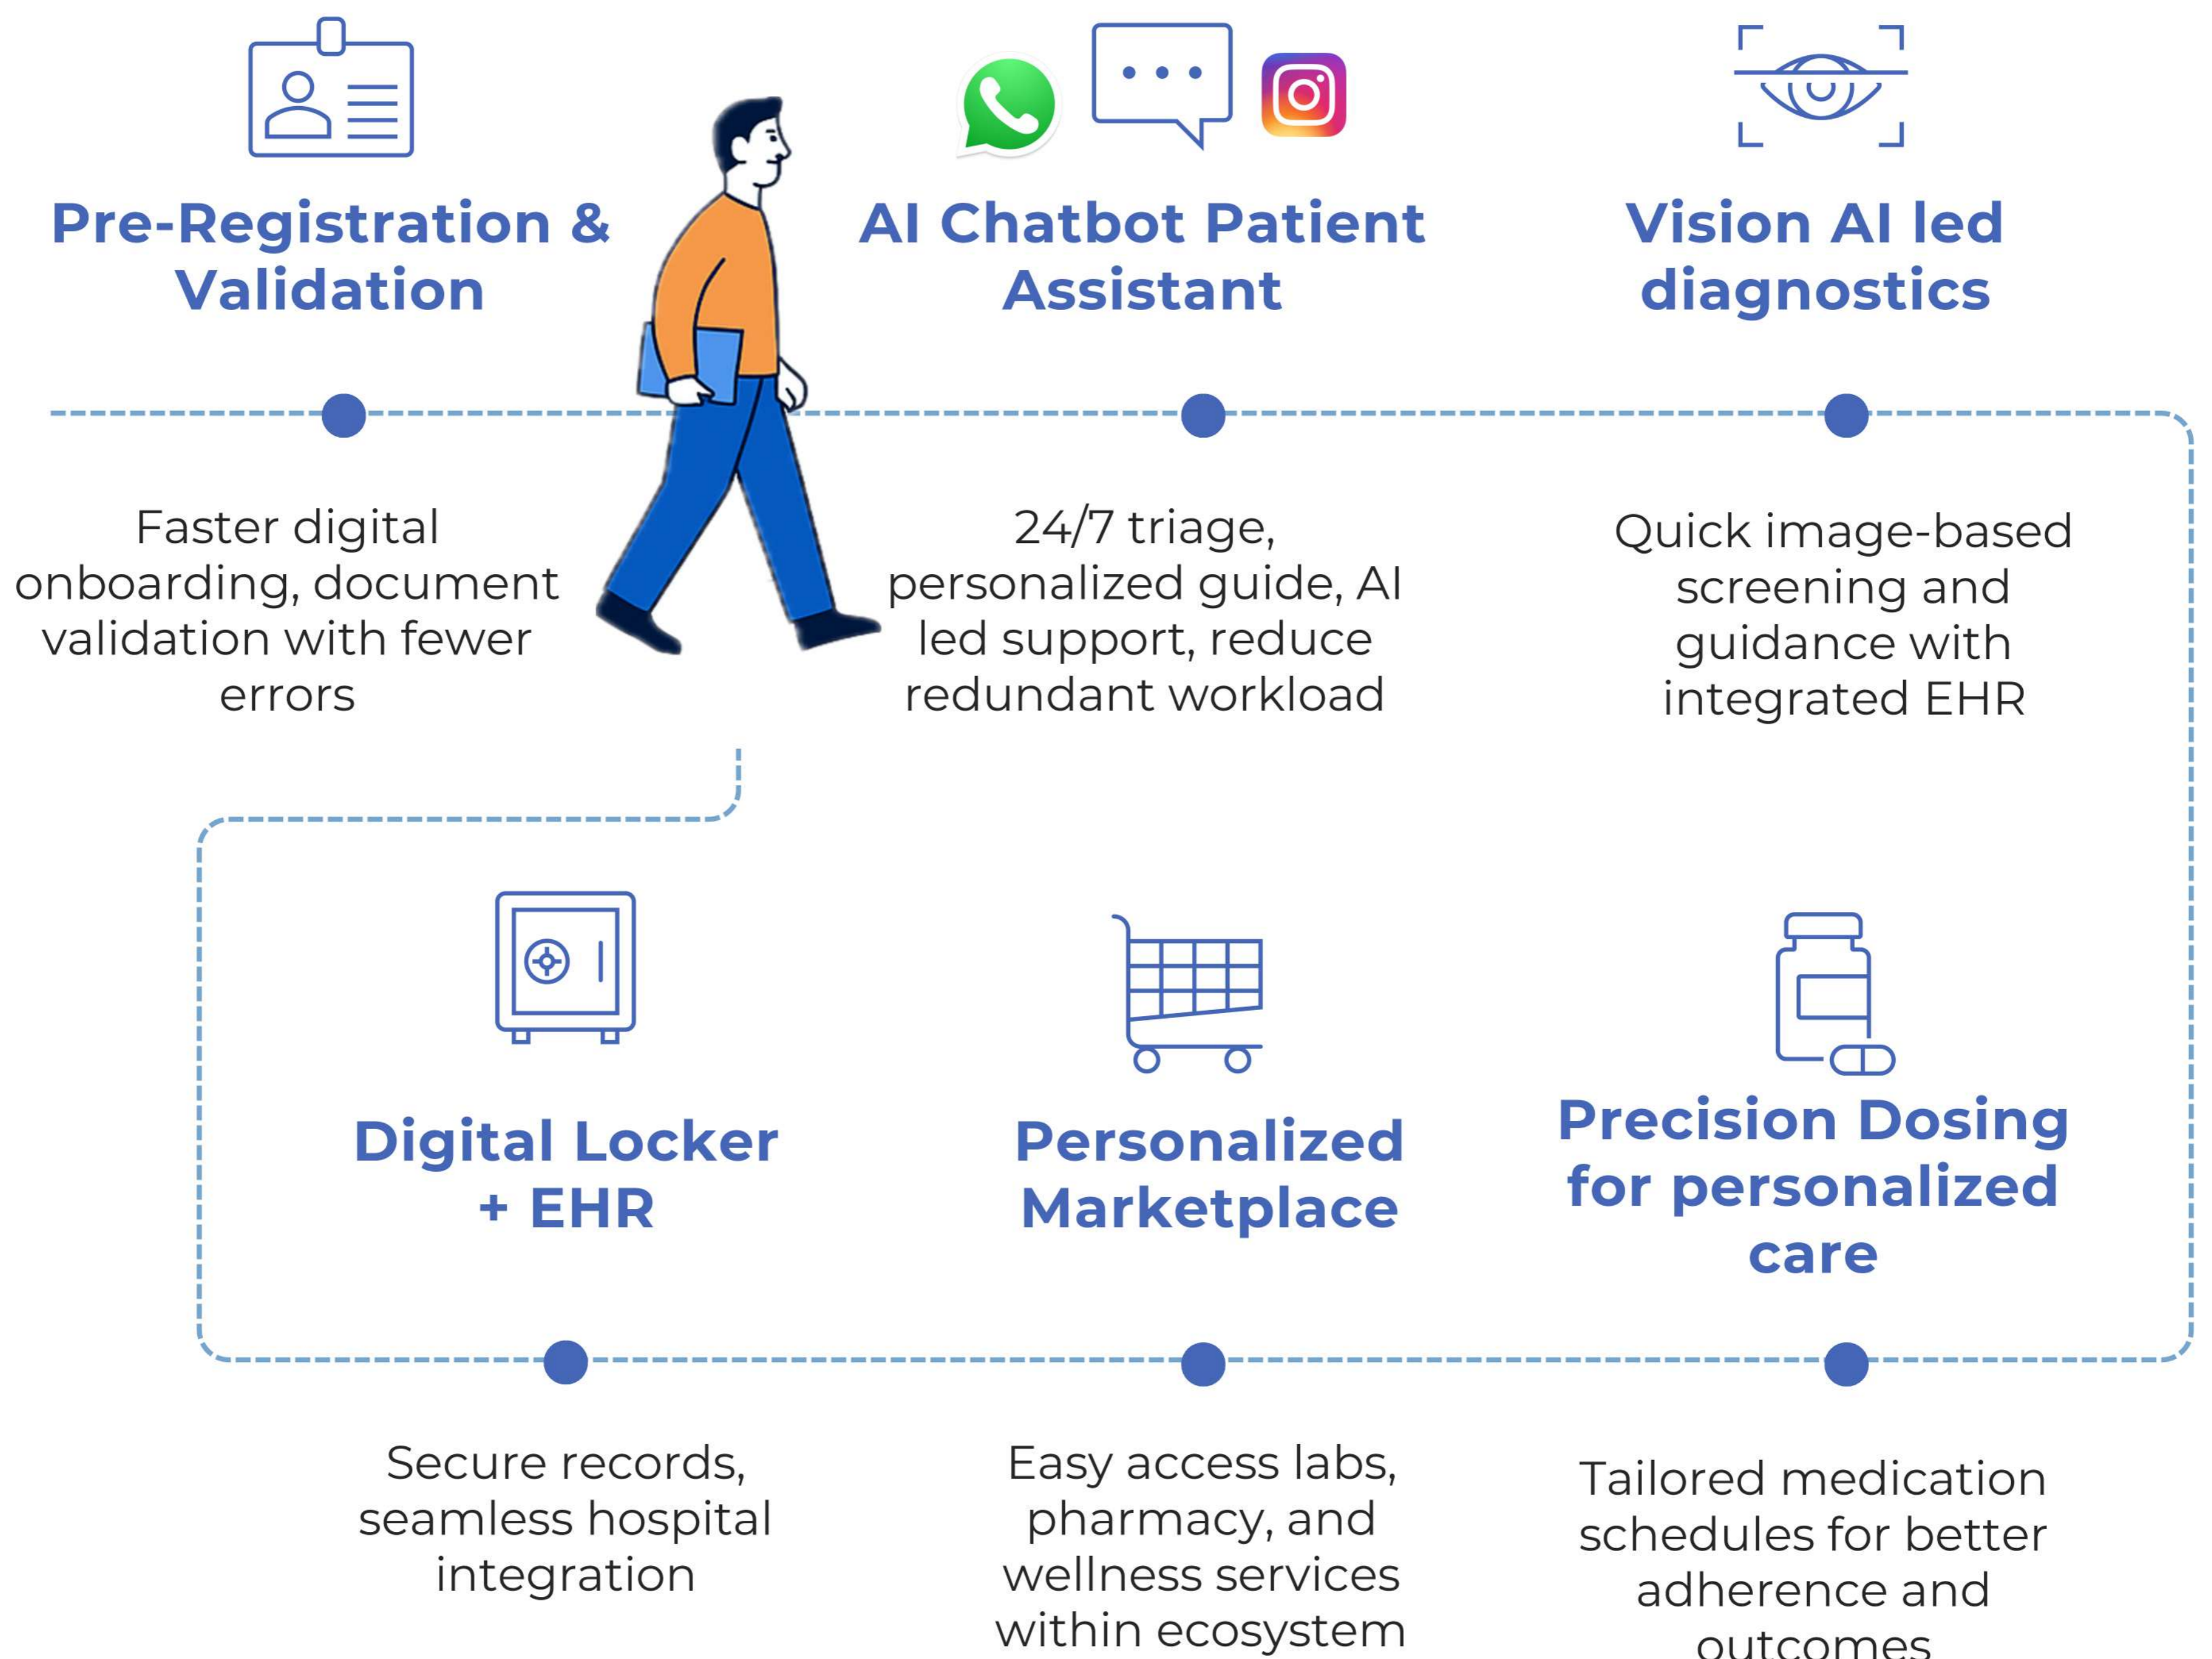 Pre-Registration &
Validation
Faster digital
onboarding, document
validation with fewer
errors
AI Chatbot Patient
Assistant
24/7 triage,
personalized guide, AI
led support, reduce
redundant workload
Vision AI led
diagnostics
Quick image-based
screening and
guidance with
integrated EHR
Digital Locker
+ EHR
Secure records,
seamless hospital
integration
Personalized
Marketplace
Easy access labs,
pharmacy, and
wellness services
within ecosystem
Precision Dosing
for personalized
care
Tailored medication
schedules for better
adherence and
outcomes